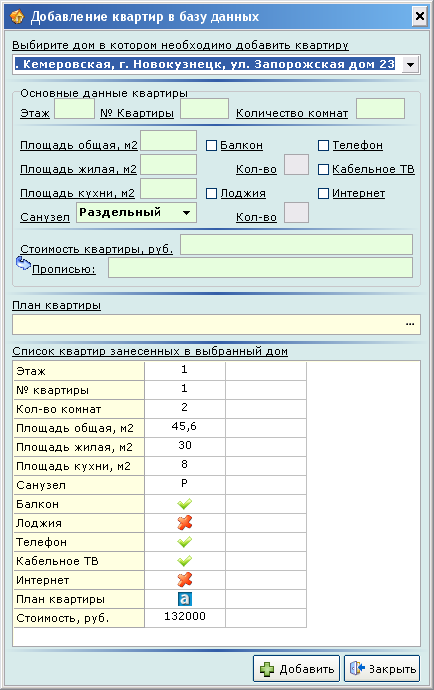 Добавление квартир в базу данных
Выбирите дом в котором необходимо добавить квартиру
. Кемеровская, г. Новокузнецк, ул. Запорожская дом 23
Основные данные квартиры
Этаж № Квартиры Количество комнат
Площадь общая, м2 Балкон Телефон
Площадь жилая, м2 Кол-во Кабельное ТВ
Площадь кухни, м2 Лоджия Интернет
Санузел Раздельный Кол-во
Стоимость квартиры, руб.
Прописью:
План квартиры
...
Список квартир занесенных в выбранный дом
Этаж 1
№ квартиры 1
Кол-во комнат 2
Площадь общая, м2 45,6
Площадь жилая, м2 30
Площадь кухни, м2 8
Санузел Р
Балкон
Лоджия
Телефон
Кабельное ТВ
Интернет
План квартиры a
Стоимость, руб. 132000
Добавить Закрыть